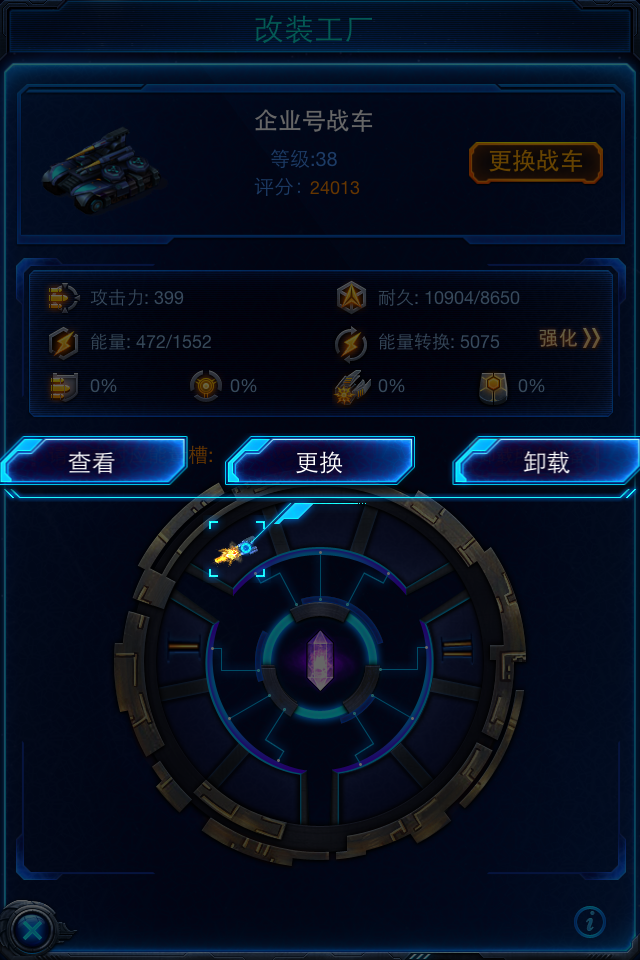 改装工厂
企业号战车
等级:38
评分: 24013
更换战车
攻击力: 399
耐久: 10904/8650
能量: 472/1552
能量转换: 5075
强化
0%
0%
0%
0%
查看
槽:
更换
卸载